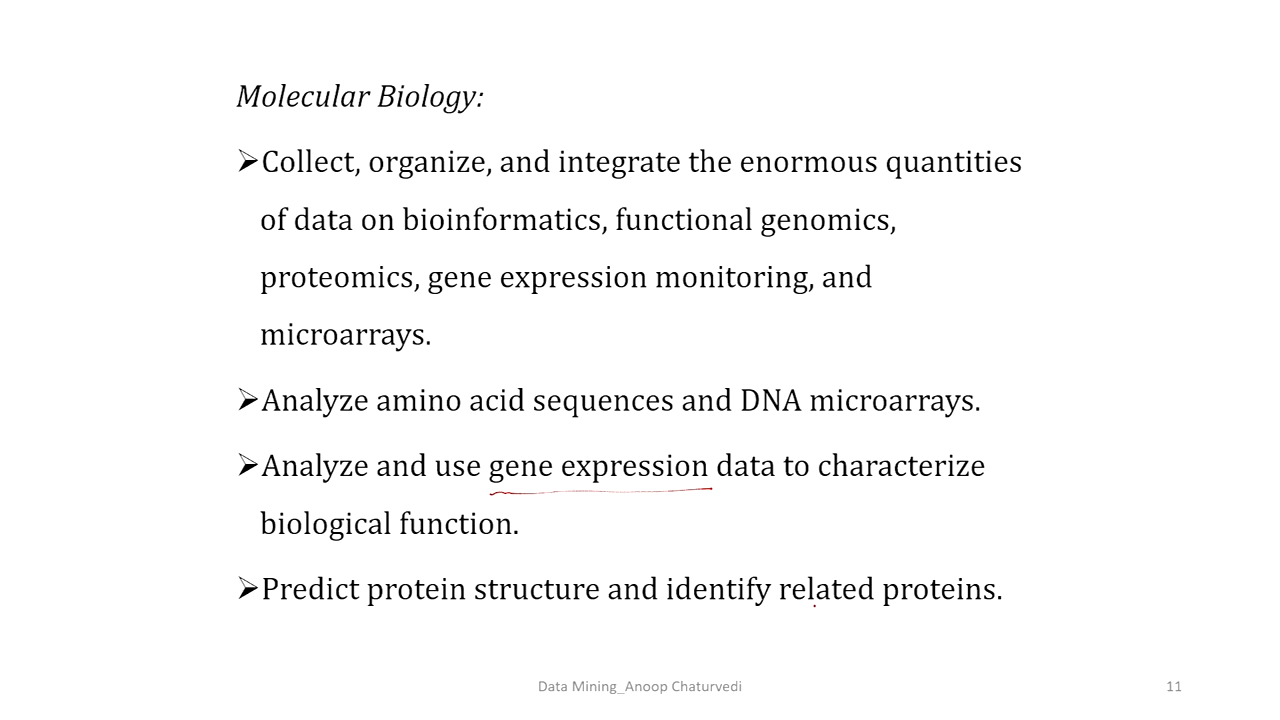 Molecular Biology:
➢Collect, organize, and integrate the enormous quantities
of data on bioinformatics, functional genomics,
proteomics, gene expression monitoring, and
microarrays.
➢Analyze amino acid sequences and DNA microarrays.
➢Analyze and use gene expression data to characterize
biological function.
➢Predict protein structure and identify related proteins.
Data Mining_Anoop Chaturvedi
11